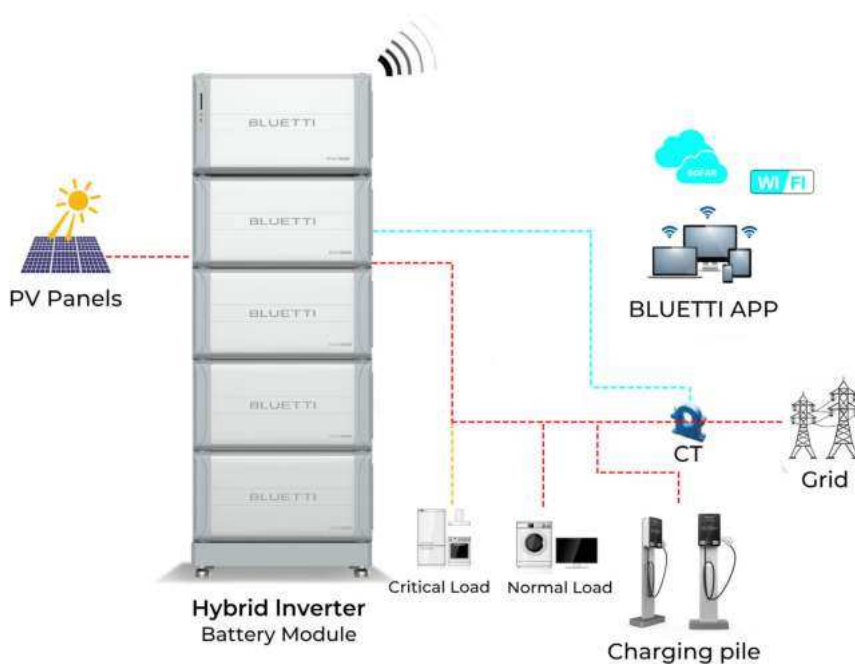 BLUETTI
BLUETTI
BLUETTI
BLUETTI
BLUETTI
SOFAR
WI FI
PV Panels
BLUETTI APP
CT
Grid
Critical Load
Normal Load
Hybrid Inverter
Battery Module
Charging pile